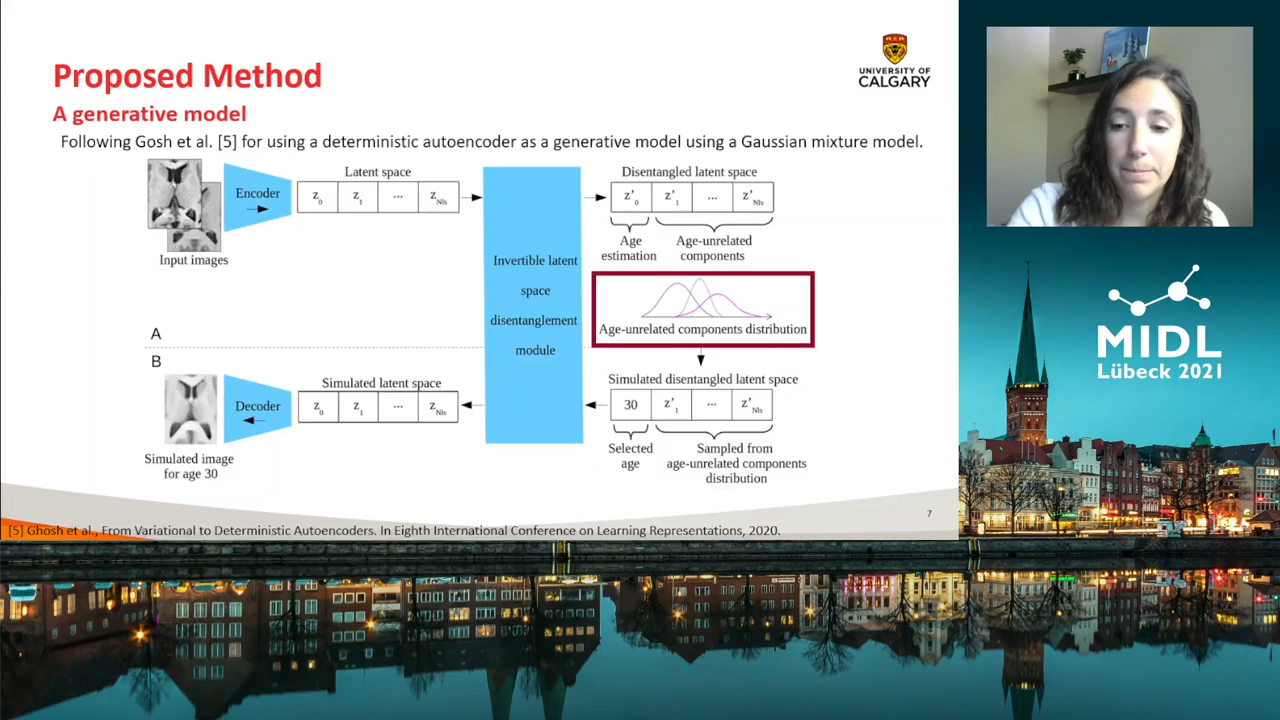 Proposed Method
UNIVERSITY OF
CALGARY
A generative model
Following Gosh et al. [5] for using a deterministic autoencoder as a generative model using a Gaussian mixture model.
Latent space
Disentangled latent space
Encoder
z0 z1 ... zNls
z'0 z'1 ... z'Nls
Input images
Age
estimation
Age-unrelated
components
Invertible latent
space
disentanglement
module
Age-unrelated components distribution
A
B
Simulated latent space
Simulated disentangled latent space
Decoder
z0 z1 ... zNls
30 z'1 ... z'Nls
Simulated image
for age 30
Selected
age
Sampled from
age-unrelated components
distribution
7
[5] Ghosh et al., From Variational to Deterministic Autoencoders. In Eighth International Conference on Learning Representations, 2020.
MIDL
Lübeck 2021